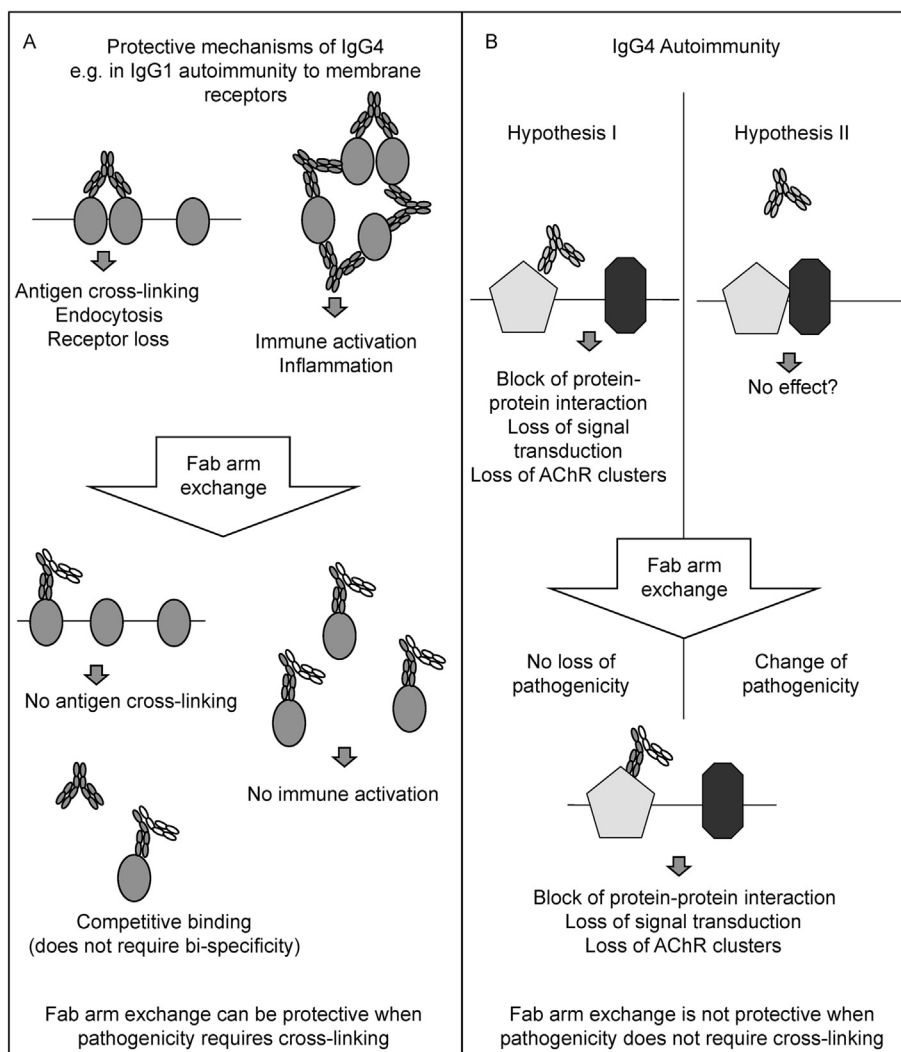 A
Protective mechanisms of IgG4
e.g. in IgG1 autoimmunity to membrane
receptors
Antigen cross-linking
Endocytosis
Receptor loss
Immune activation
Inflammation
Fab arm
exchange
No antigen cross-linking
No immune activation
Competitive binding
(does not require bi-specificity)
Fab arm exchange can be protective when
pathogenicity requires cross-linking
B
IgG4 Autoimmunity
Hypothesis I
Block of protein-
protein interaction
Loss of signal
transduction
Loss of AChR clusters
Hypothesis II
No effect?
Fab arm
exchange
No loss of
pathogenicity
Change of
pathogenicity
Block of protein-protein interaction
Loss of signal transduction
Loss of AChR clusters
Fab arm exchange is not protective when
pathogenicity does not require cross-linking